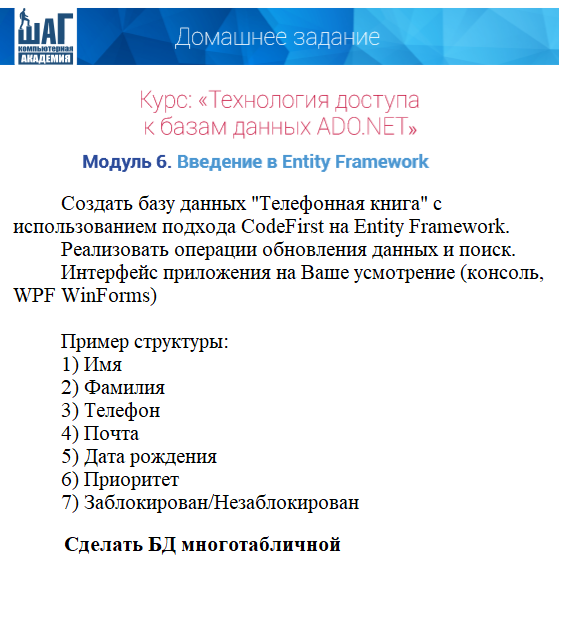 ШАГ
КОМПЬЮТЕРНАЯ
АКАДЕМИЯ
Домашнее задание
Курс: «Технология доступа
к базам данных ADO.NET»
Модуль 6. Введение в Entity Framework
Создать базу данных "Телефонная книга" с
использованием подхода CodeFirst на Entity Framework.
Реализовать операции обновления данных и поиск.
Интерфейс приложения на Ваше усмотрение (консоль,
WPF WinForms)
Пример структуры:
1) Имя
2) Фамилия
3) Телефон
4) Почта
5) Дата рождения
6) Приоритет
7) Заблокирован/Незаблокирован
Сделать БД многотабличной